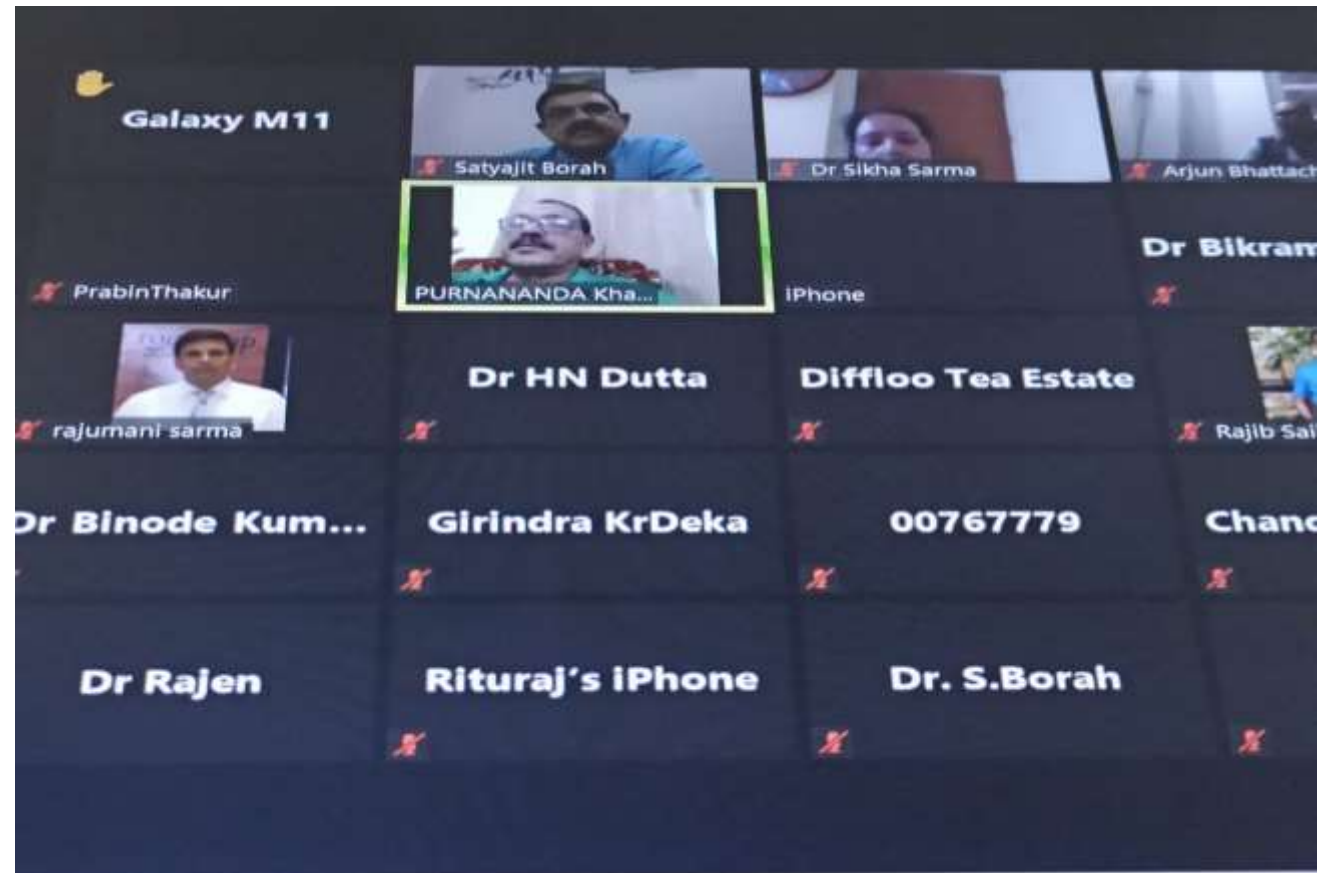 Galaxy M11
Satyajit Borah
Dr Sikha Sarma
Arjun Bhattach
PrabinThakur
PURNANANDA Kha...
iPhone
Dr Bikram
rajumani sarma
Dr HN Dutta
Diffloo Tea Estate
Rajib Sai
Dr Binode Kum...
Girindra KrDeka
00767779
Chand
Dr Rajen
Rituraj's iPhone
Dr. S.Borah